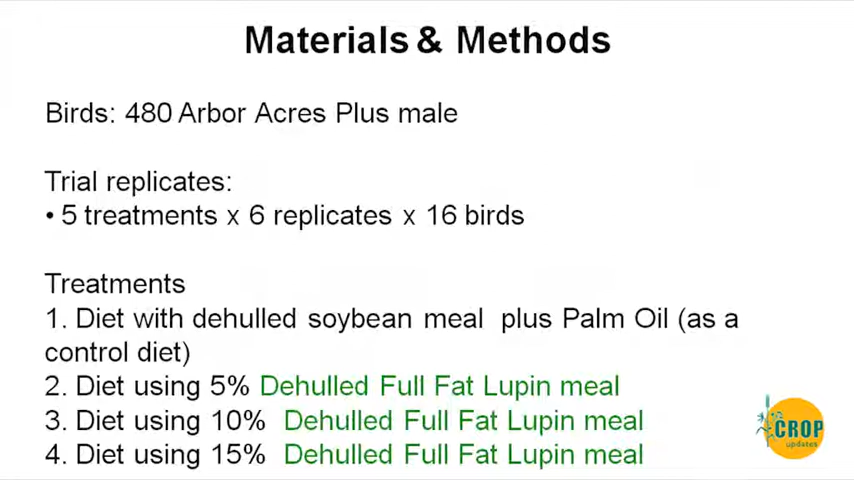 Materials & Methods
Birds: 480 Arbor Acres Plus male
Trial replicates:
• 5 treatments x 6 replicates x 16 birds
Treatments
1. Diet with dehulled soybean meal plus Palm Oil (as a
control diet)
2. Diet using 5% Dehulled Full Fat Lupin meal
3. Diet using 10% Dehulled Full Fat Lupin meal
4. Diet using 15% Dehulled Full Fat Lupin meal
CROP
updates